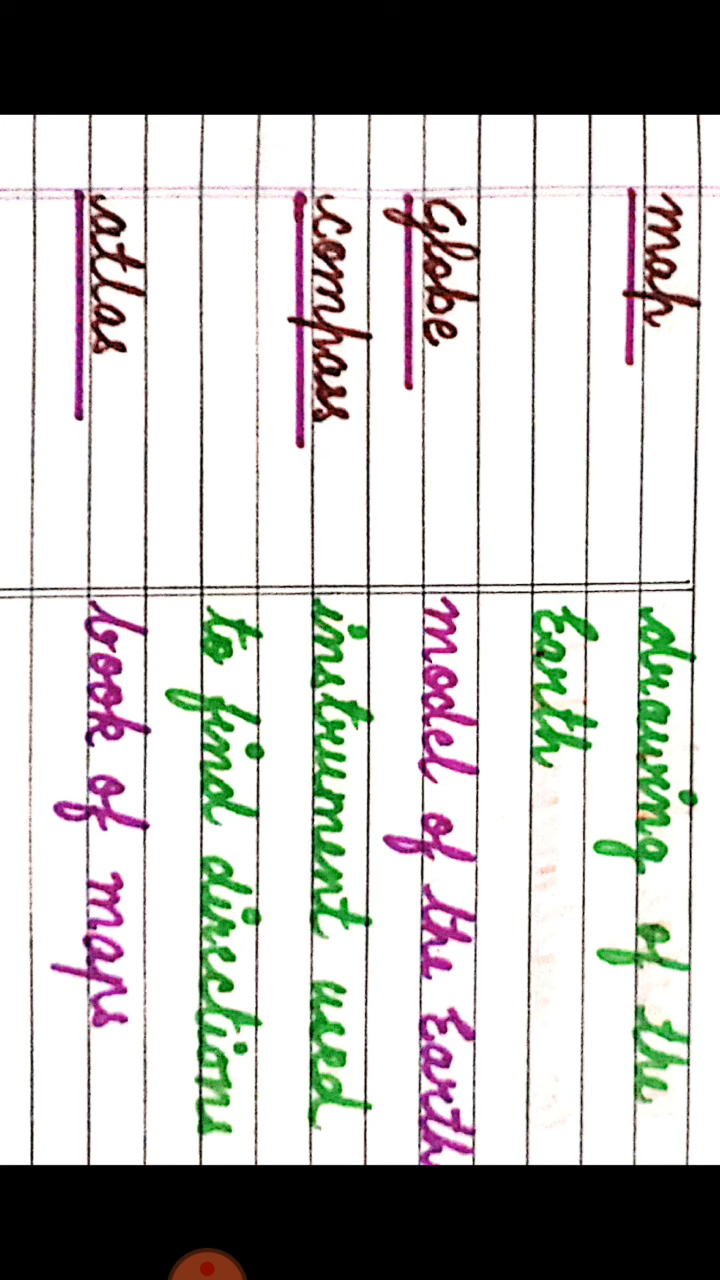 map drawing of the
Earth
Globe model of the Earth
compass instrument used
to find directions
atlas book of maps